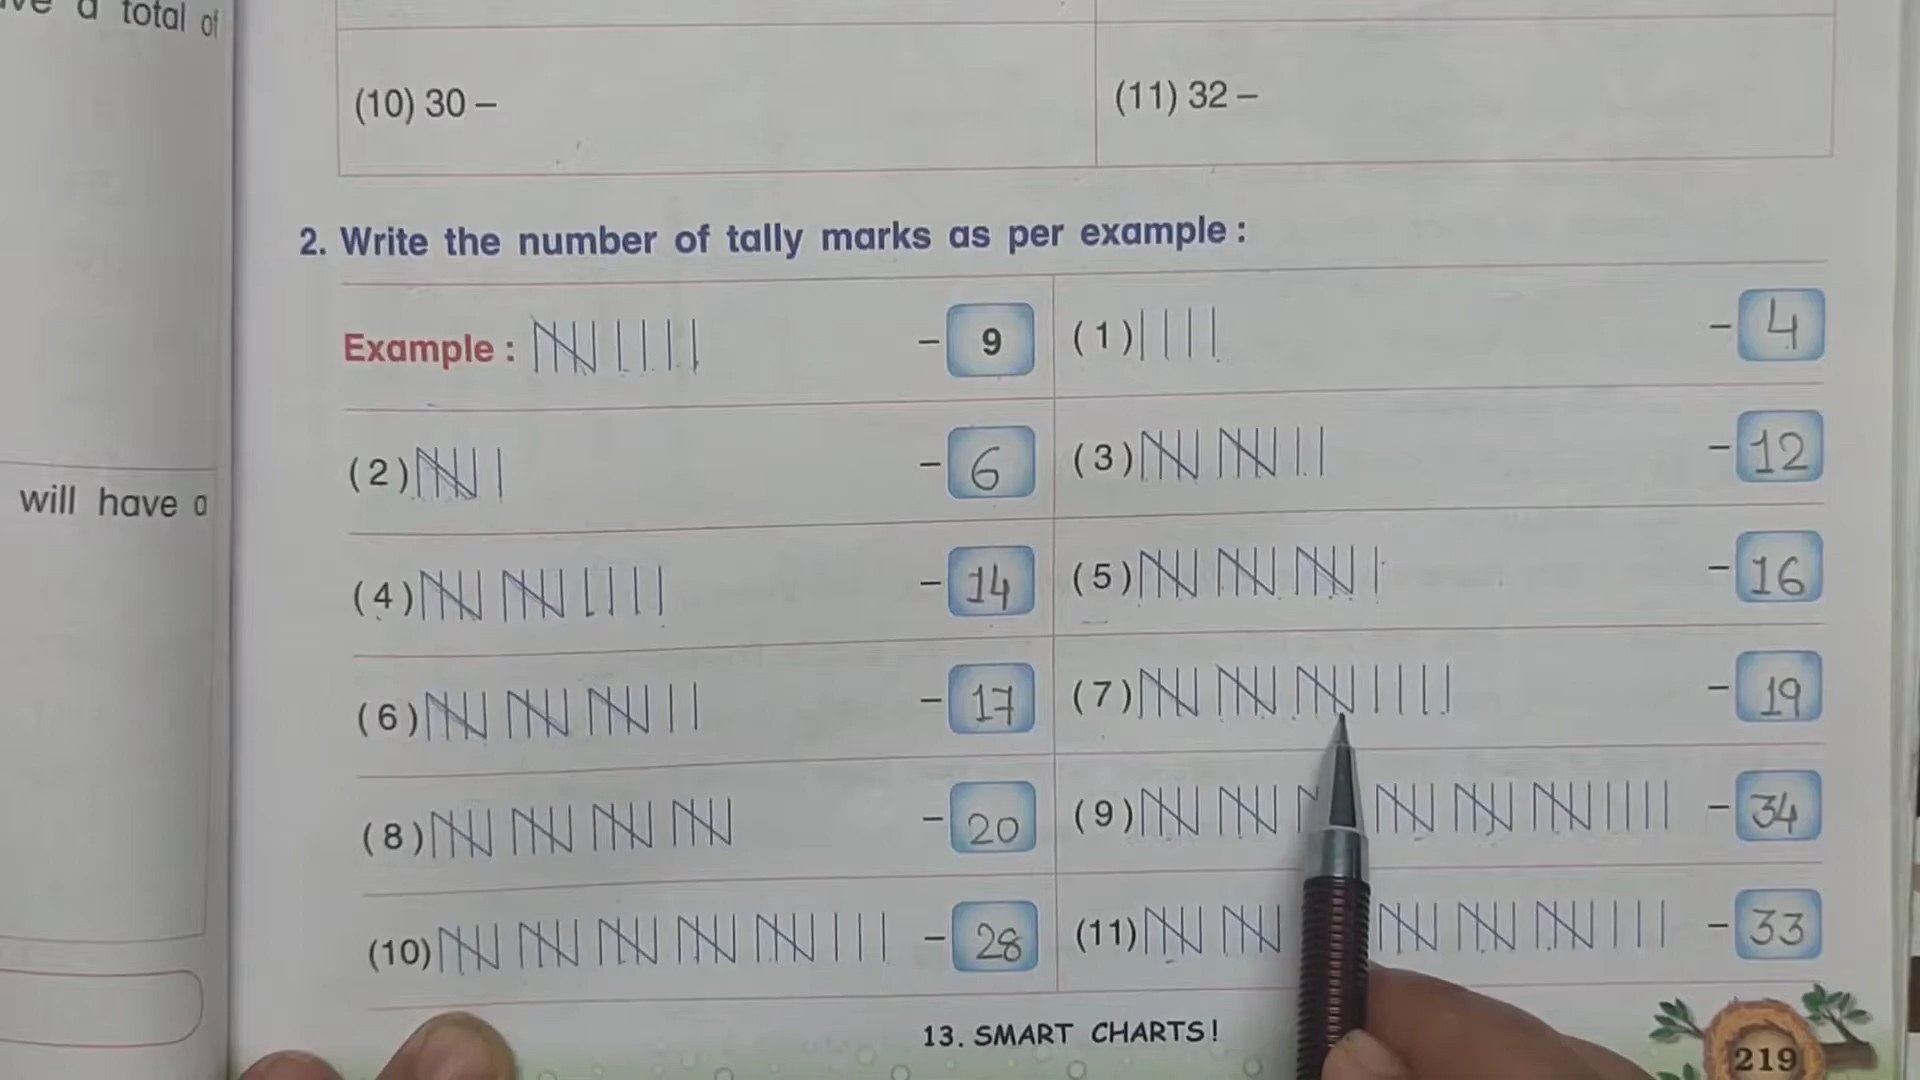 a total of
(10) 30 –
(11) 32 –
2. Write the number of tally marks as per example :
Example : – 9
(1) – 4
(2) – 6
(3) – 12
will have a
(4) – 14
(5) – 16
(6) – 17
(7) – 19
(8) – 20
(9) – 34
(10) – 28
(11) – 33
13. SMART CHARTS!
219